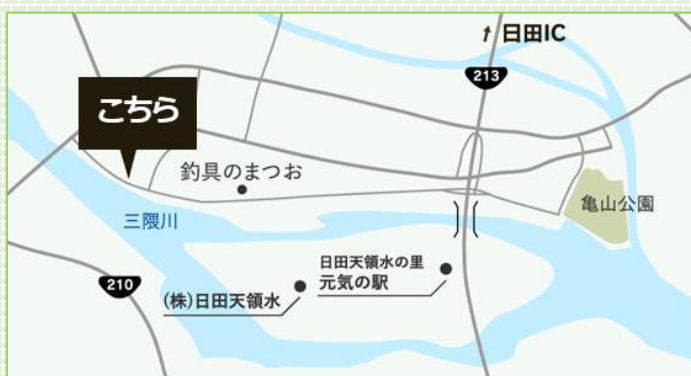 日田IC
213
こちら
釣具のまつお
亀山公園
三隈川
日田天領水の里
元気の駅
210
(株)日田天領水